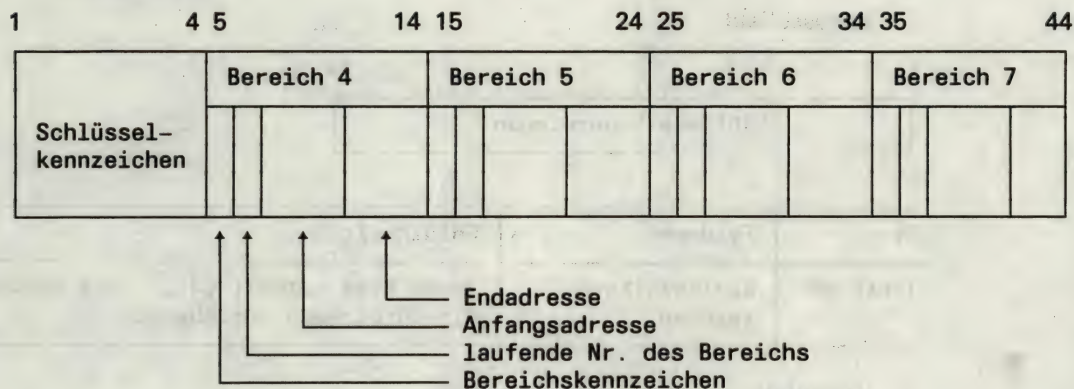 1 4 5 14 15 24 25 34 35 44
Bereich 4 Bereich 5 Bereich 6 Bereich 7
Schlüssel-
kennzeichen
Endadresse
Anfangsadresse
laufende Nr. des Bereichs
Bereichskennzeichen